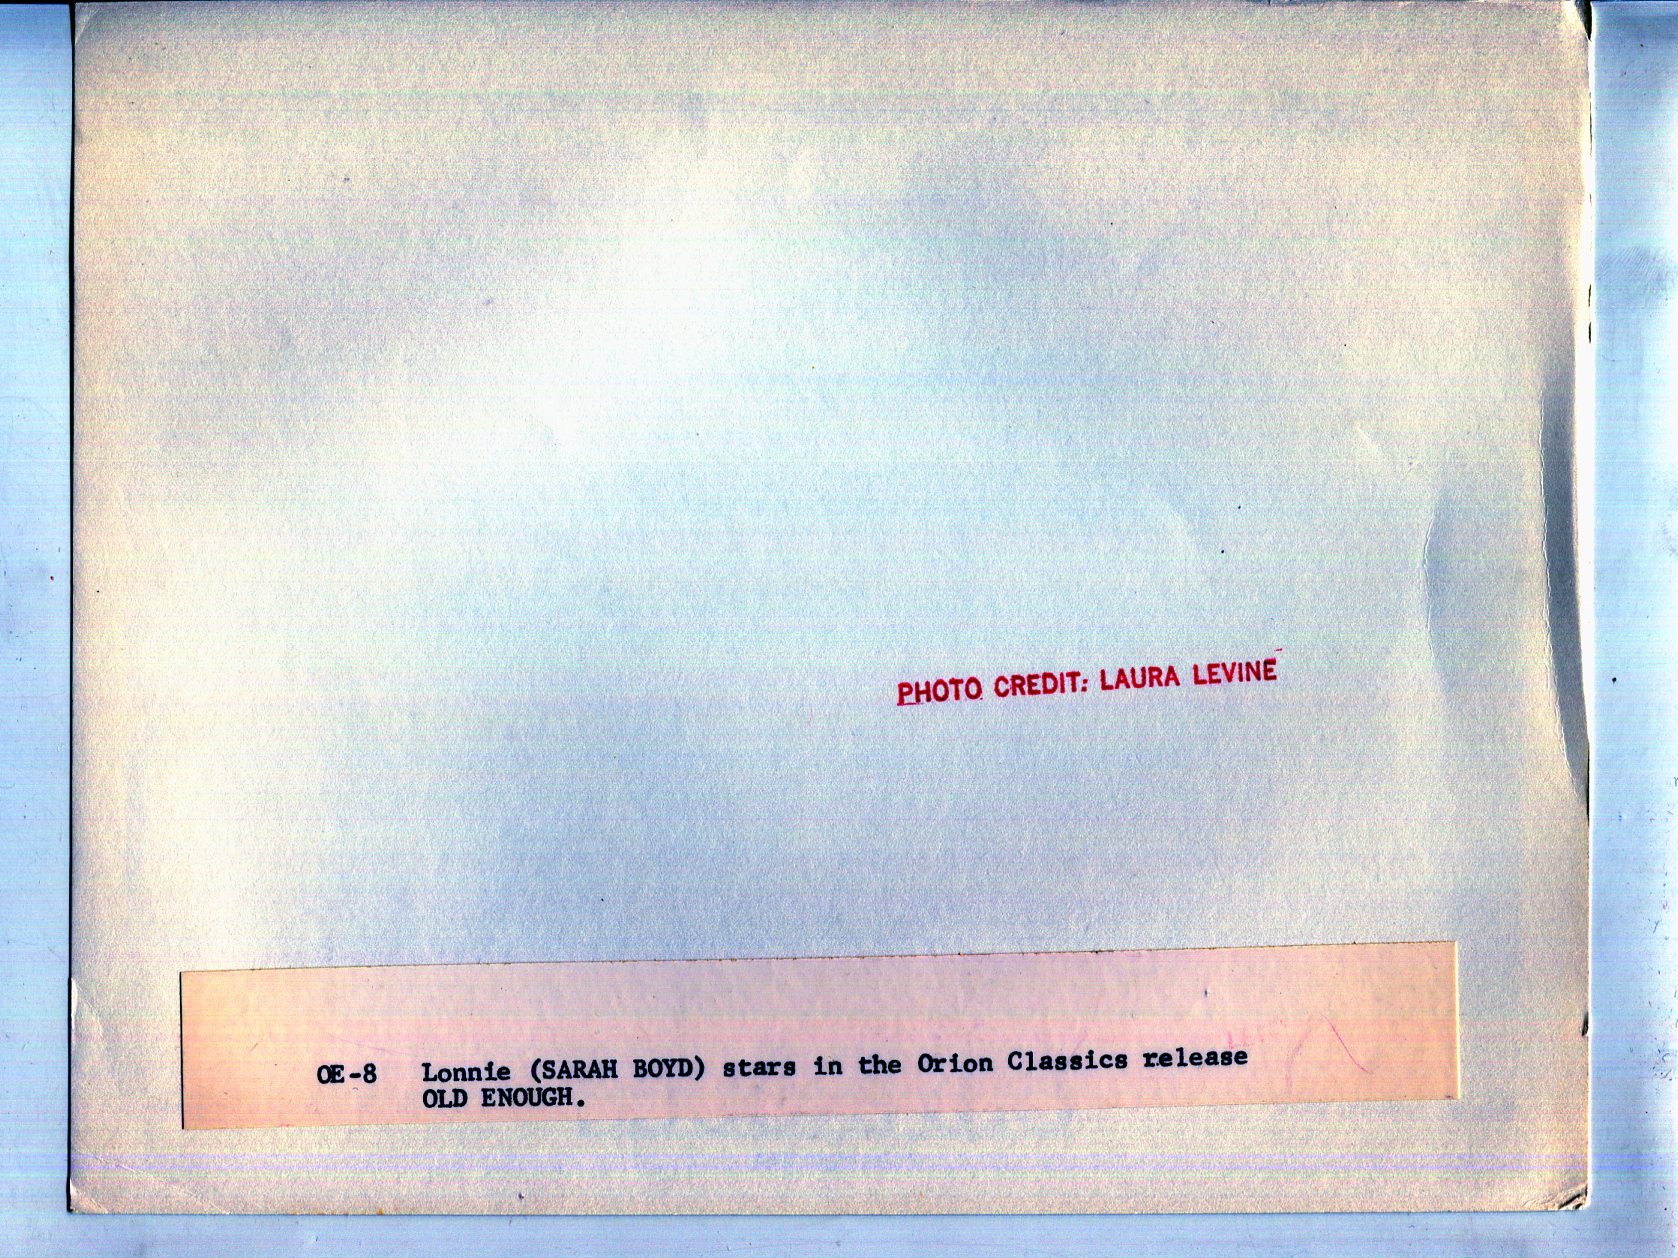 PHOTO CREDIT: LAURA LEVINE
OE-8 Lonnie (SARAH BOYD) stars in the Orion Classics release
OLD ENOUGH.